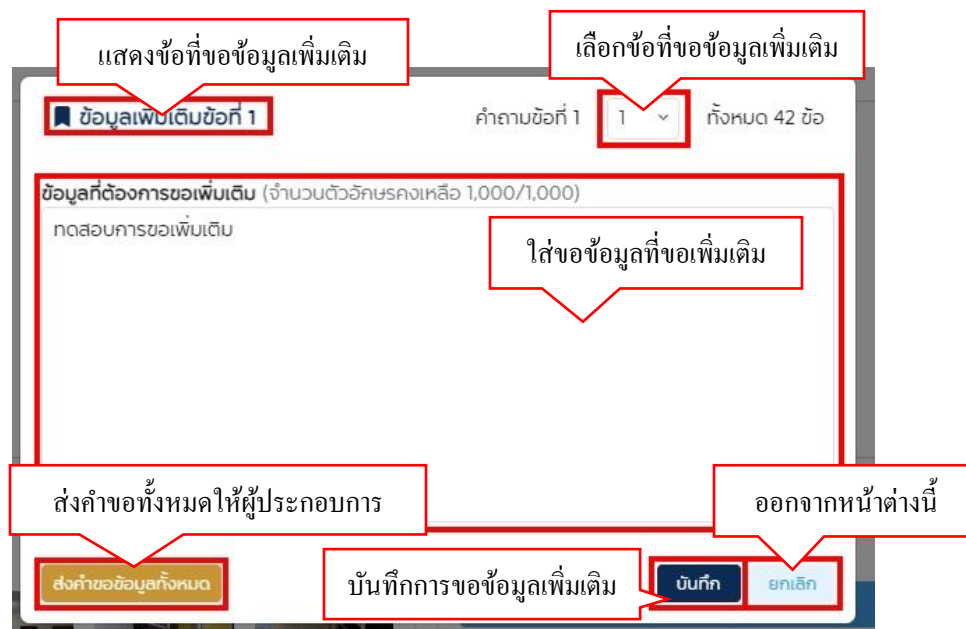 แสดงข้อที่ขอข้อมูลเพิ่มเติม
เลือกข้อที่ขอข้อมูลเพิ่มเติม
ข้อมูลเพิ่มเติมข้อที่ 1
คำถามข้อที่ 1
1
ทั้งหมด 42 ข้อ
ข้อมูลที่ต้องการขอเพิ่มเติม (จำนวนตัวอักษรคงเหลือ 1,000/1,000)
ทดสอบการขอเพิ่มเติม
ใส่ขอข้อมูลที่ขอเพิ่มเติม
ส่งคำขอทั้งหมดให้ผู้ประกอบการ
ออกจากหน้าต่างนี้
ส่งคำขอข้อมูลทั้งหมด
บันทึกการขอข้อมูลเพิ่มเติม
บันทึก
ยกเลิก